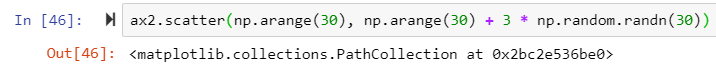 In [46]: ax2.scatter(np.arange(30), np.arange(30) + 3 * np.random.randn(30))
Out[46]: <matplotlib.collections.PathCollection at 0x2bc2e536be0>